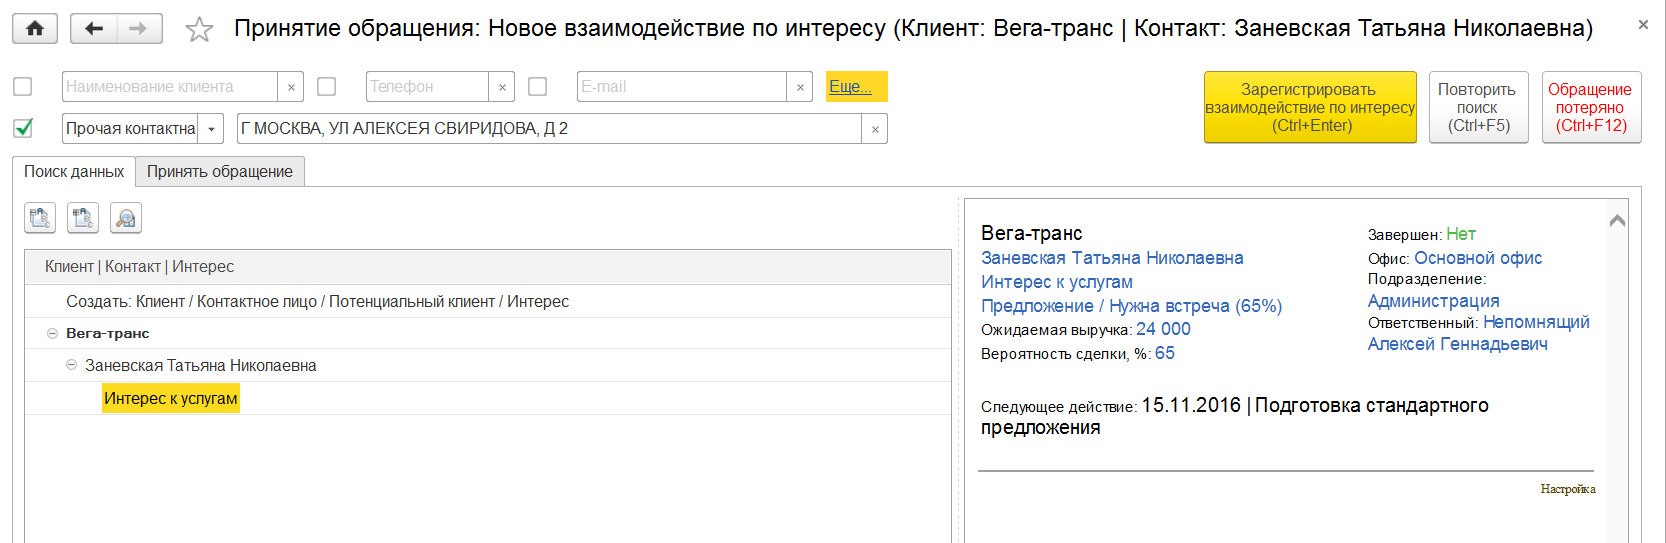 Принятие обращения: Новое взаимодействие по интересу (Клиент: Вега-транс | Контакт: Заневская Татьяна Николаевна)
Наименование клиента
Телефон
E-mail
Еще...
Прочая контактна
Г МОСКВА, УЛ АЛЕКСЕЯ СВИРИДОВА, Д 2
Зарегистрировать
взаимодействие по интересу
(Ctrl+Enter)
Повторить
поиск
(Ctrl+F5)
Обращение
потеряно
(Ctrl+F12)
Поиск данных
Принять обращение
Клиент | Контакт | Интерес
Создать: Клиент / Контактное лицо / Потенциальный клиент / Интерес
Вега-транс
Заневская Татьяна Николаевна
Интерес к услугам
Вега-транс
Заневская Татьяна Николаевна
Интерес к услугам
Предложение / Нужна встреча (65%)
Ожидаемая выручка: 24 000
Вероятность сделки, %: 65
Завершен: Нет
Офис: Основной офис
Подразделение:
Администрация
Ответственный: Непомнящий
Алексей Геннадьевич
Следующее действие: 15.11.2016 | Подготовка стандартного
предложения
Настройка